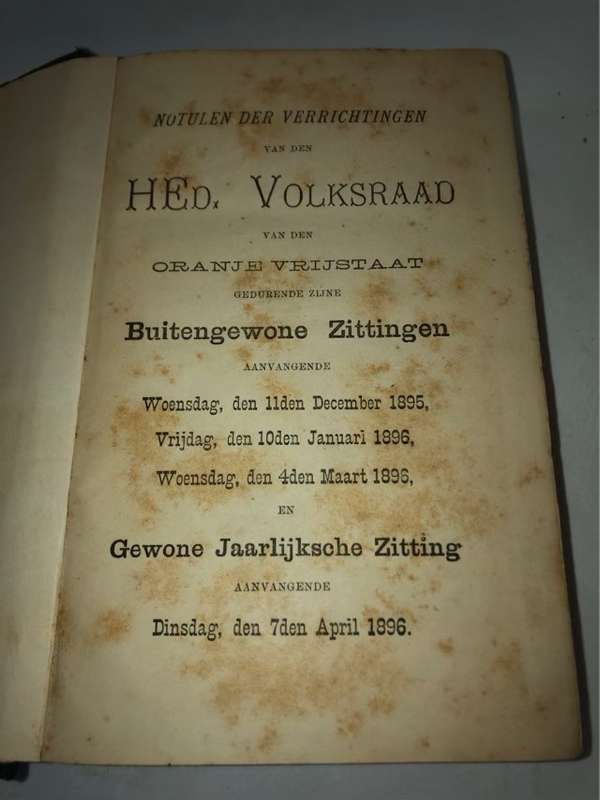 NOTULEN DER VERRICHTINGEN
VAN DEN
HEd. VOLKSRAAD
VAN DEN
ORANJE VRIJSTAAT
GEDURENDE ZIJNE
Buitengewone Zittingen
AANVANGENDE
Woensdag, den 11den December 1895,
Vrijdag, den 10den Januari 1896,
Woensdag, den 4den Maart 1896,
EN
Gewone Jaarlijksche Zitting
AANVANGENDE
Dinsdag, den 7den April 1896.